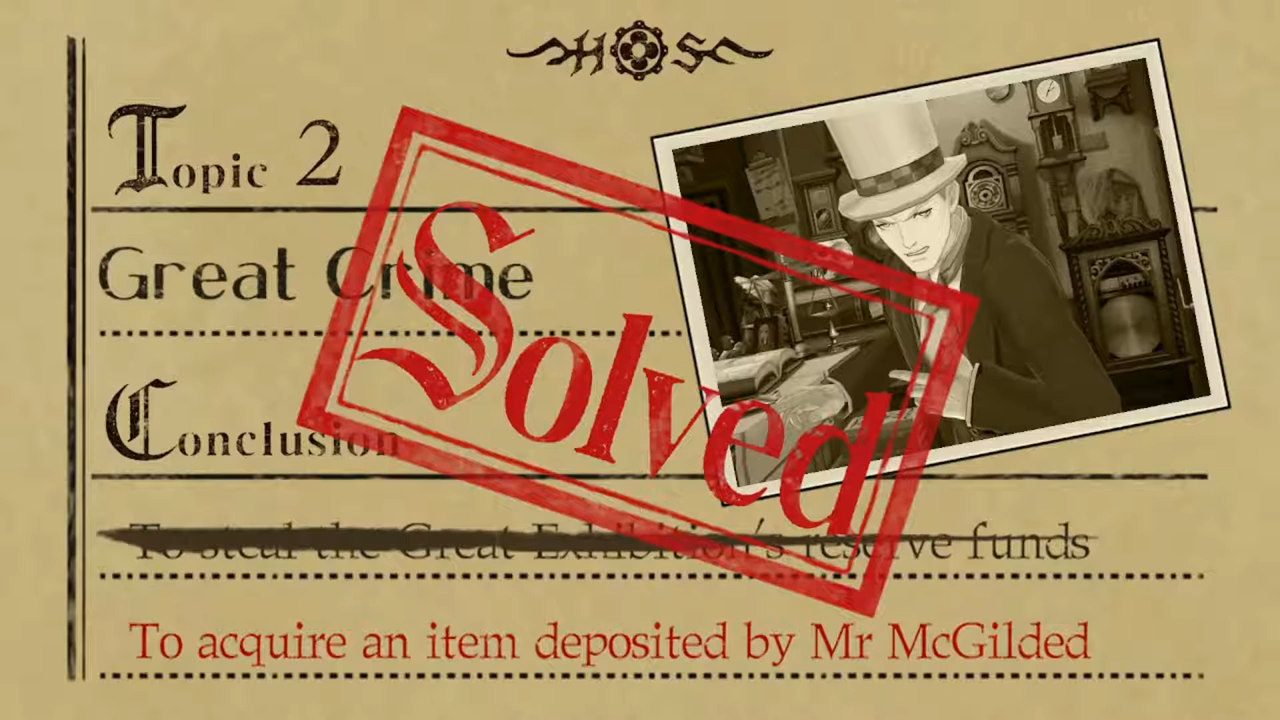 H S
Topic 2
Great Crime
Conclusion
Solved
To steal the Great Exhibition's reserve funds
To acquire an item deposited by Mr McGilded